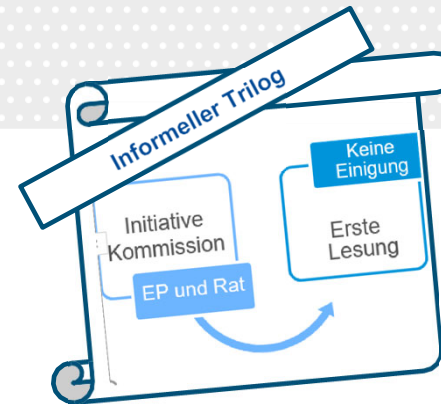 Informeller Trilog
Keine
Einigung
Initiative
Kommission
Erste
Lesung
EP und Rat